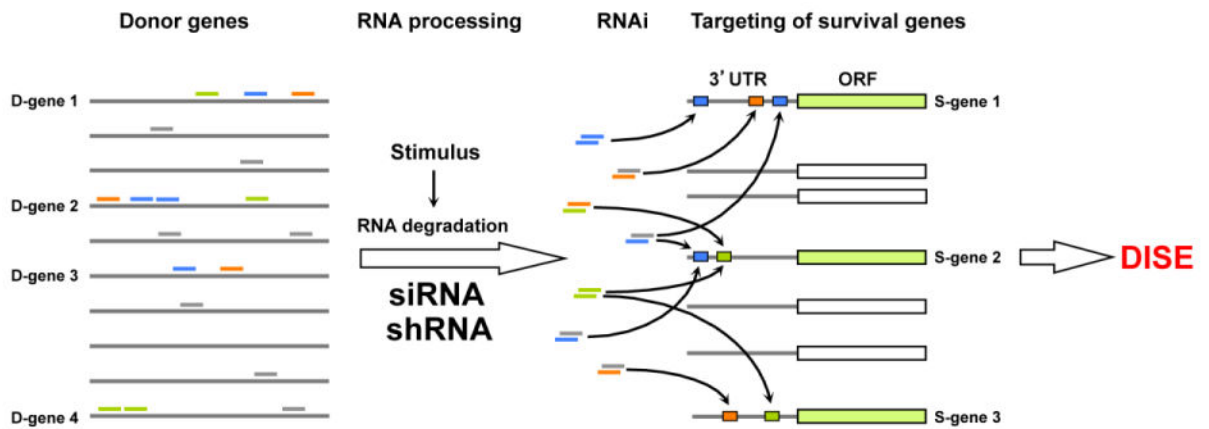 Donor genes
RNA processing
RNAi
Targeting of survival genes
3' UTR
ORF
D-gene 1
S-gene 1
Stimulus
D-gene 2
RNA degradation
D-gene 3
siRNA
shRNA
S-gene 2
DISE
D-gene 4
S-gene 3